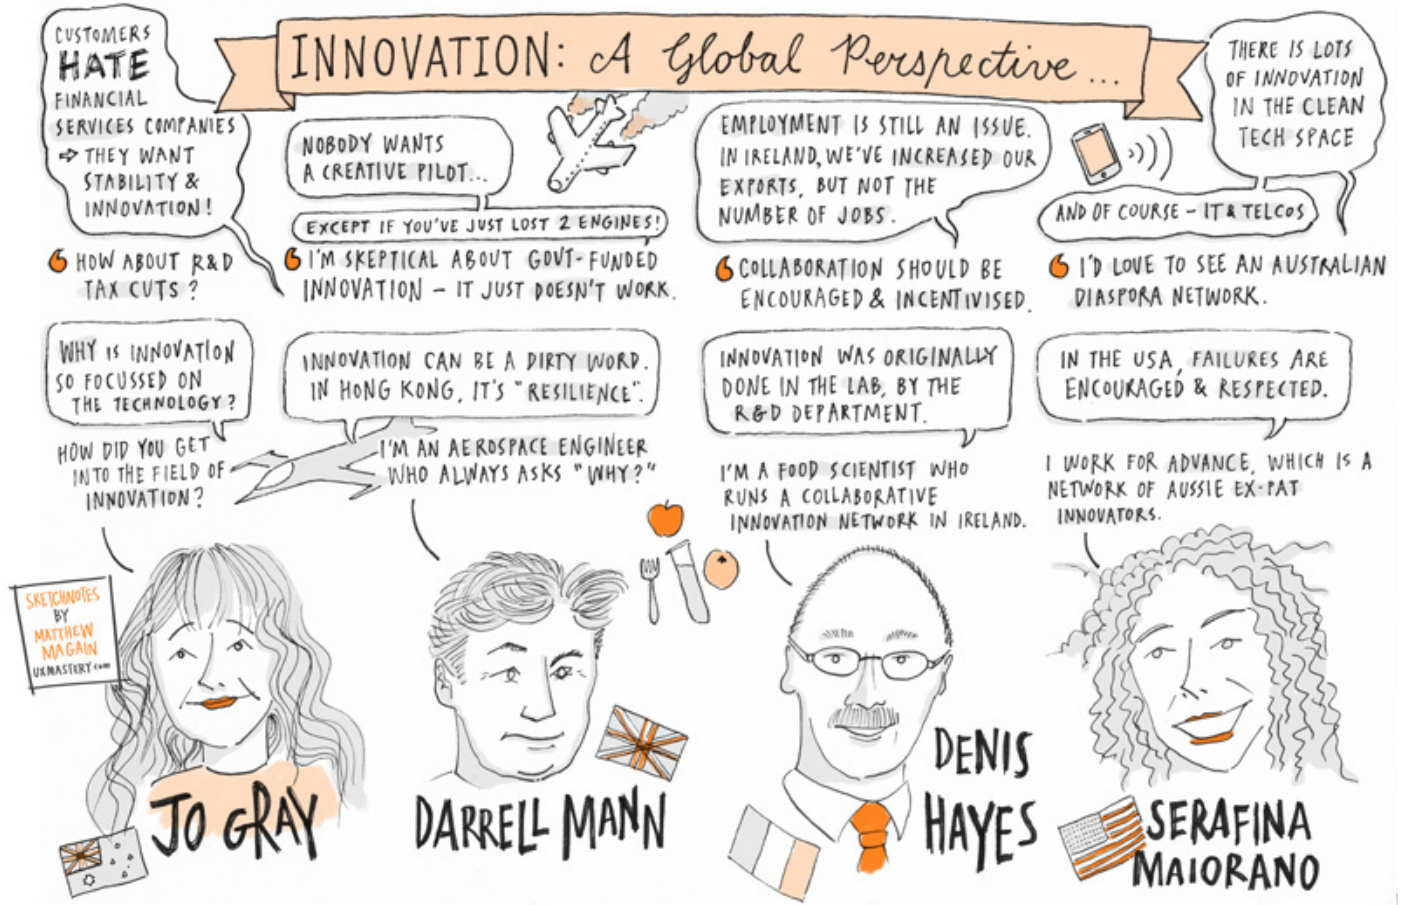 INNOVATION: A Global Perspective...
CUSTOMERS
HATE
FINANCIAL
SERVICES COMPANIES
⇨ THEY WANT
STABILITY &
INNOVATION!
HOW ABOUT R&D
TAX CUTS?
WHY IS INNOVATION
SO FOCUSSED ON
THE TECHNOLOGY?
HOW DID YOU GET
INTO THE FIELD OF
INNOVATION?
SKETCHNOTES
BY
MATTHEW
MAGAIN
UXMASTERY.com
JO GRAY
NOBODY WANTS
A CREATIVE PILOT...
EXCEPT IF YOU'VE JUST LOST 2 ENGINES!
I'M SKEPTICAL ABOUT GOVT-FUNDED
INNOVATION - IT JUST DOESN'T WORK.
INNOVATION CAN BE A DIRTY WORD.
IN HONG KONG, IT'S "RESILIENCE".
I'M AN AEROSPACE ENGINEER
WHO ALWAYS ASKS "WHY?"
DARRELL MANN
EMPLOYMENT IS STILL AN ISSUE.
IN IRELAND, WE'VE INCREASED OUR
EXPORTS, BUT NOT THE
NUMBER OF JOBS.
COLLABORATION SHOULD BE
ENCOURAGED & INCENTIVISED.
INNOVATION WAS ORIGINALLY
DONE IN THE LAB, BY THE
R&D DEPARTMENT.
I'M A FOOD SCIENTIST WHO
RUNS A COLLABORATIVE
INNOVATION NETWORK IN IRELAND.
DENIS
HAYES
THERE IS LOTS
OF INNOVATION
IN THE CLEAN
TECH SPACE
AND OF COURSE - IT & TELCOS
I'D LOVE TO SEE AN AUSTRALIAN
DIASPORA NETWORK.
IN THE USA, FAILURES ARE
ENCOURAGED & RESPECTED.
I WORK FOR ADVANCE, WHICH IS A
NETWORK OF AUSSIE EX-PAT
INNOVATORS.
SERAFINA
MAIORANO